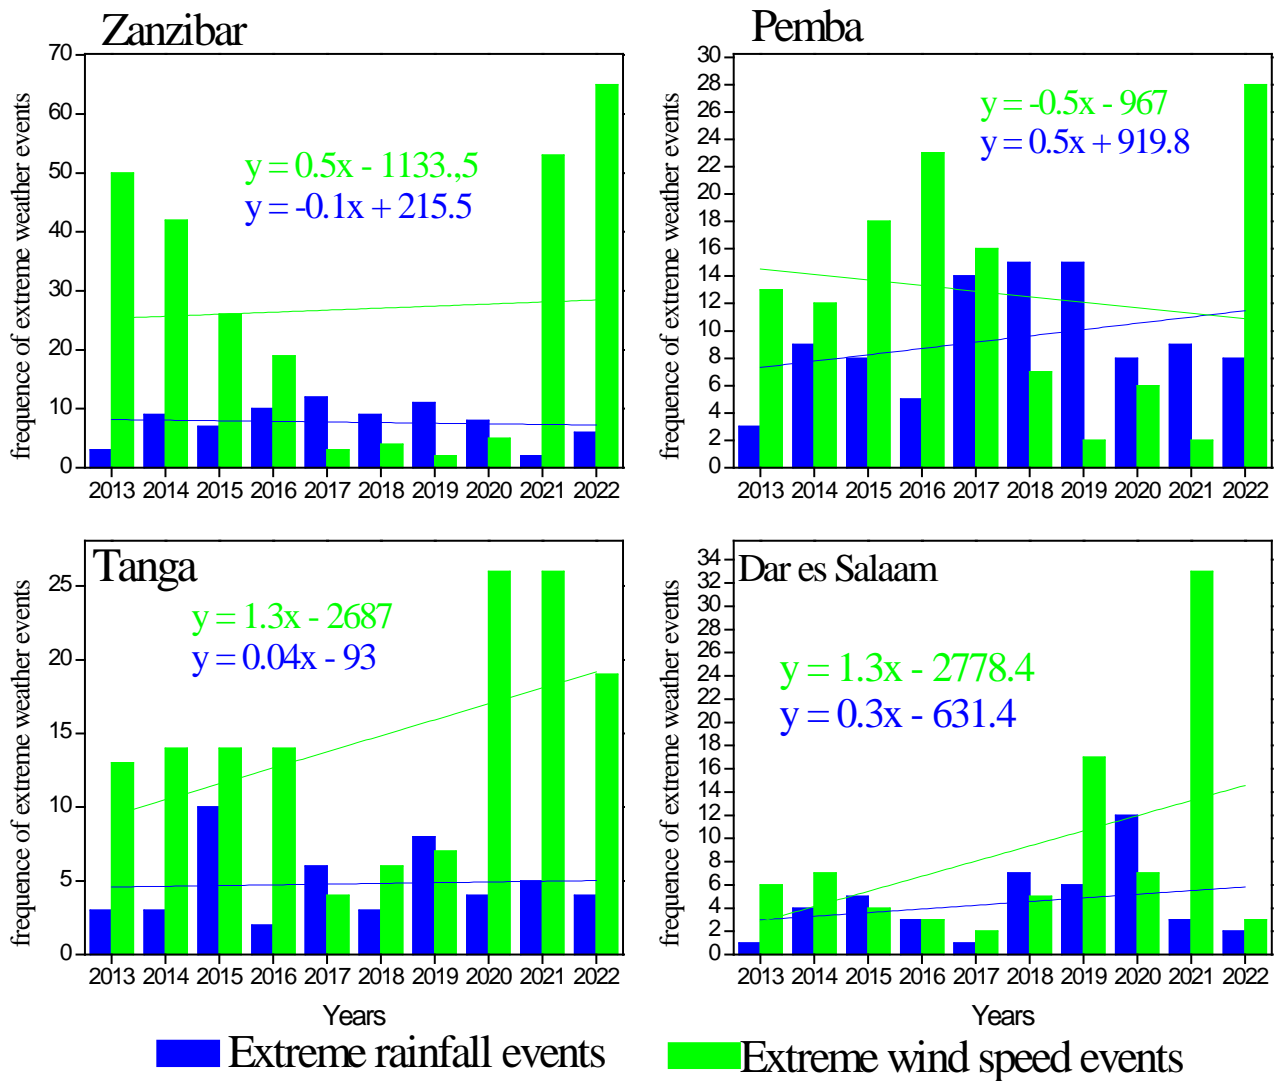 Zanzibar
frequence of extreme weather events
70
60
50
40
30
20
10
0
y = 0.5x - 1133.,5
y = -0.1x + 215.5
2013 2014 2015 2016 2017 2018 2019 2020 2021 2022
Pemba
frequence of extreme weather events
30
28
26
24
22
20
18
16
14
12
10
8
6
4
2
0
y = -0.5x - 967
y = 0.5x + 919.8
2013 2014 2015 2016 2017 2018 2019 2020 2021 2022
Tanga
frequence of extreme weather events
25
20
15
10
5
0
y = 1.3x - 2687
y = 0.04x - 93
2013 2014 2015 2016 2017 2018 2019 2020 2021 2022
Years
Dar es Salaam
frequence of extreme weather events
34
32
30
28
26
24
22
20
18
16
14
12
10
8
6
4
2
0
y = 1.3x - 2778.4
y = 0.3x - 631.4
2013 2014 2015 2016 2017 2018 2019 2020 2021 2022
Years
Extreme rainfall events
Extreme wind speed events